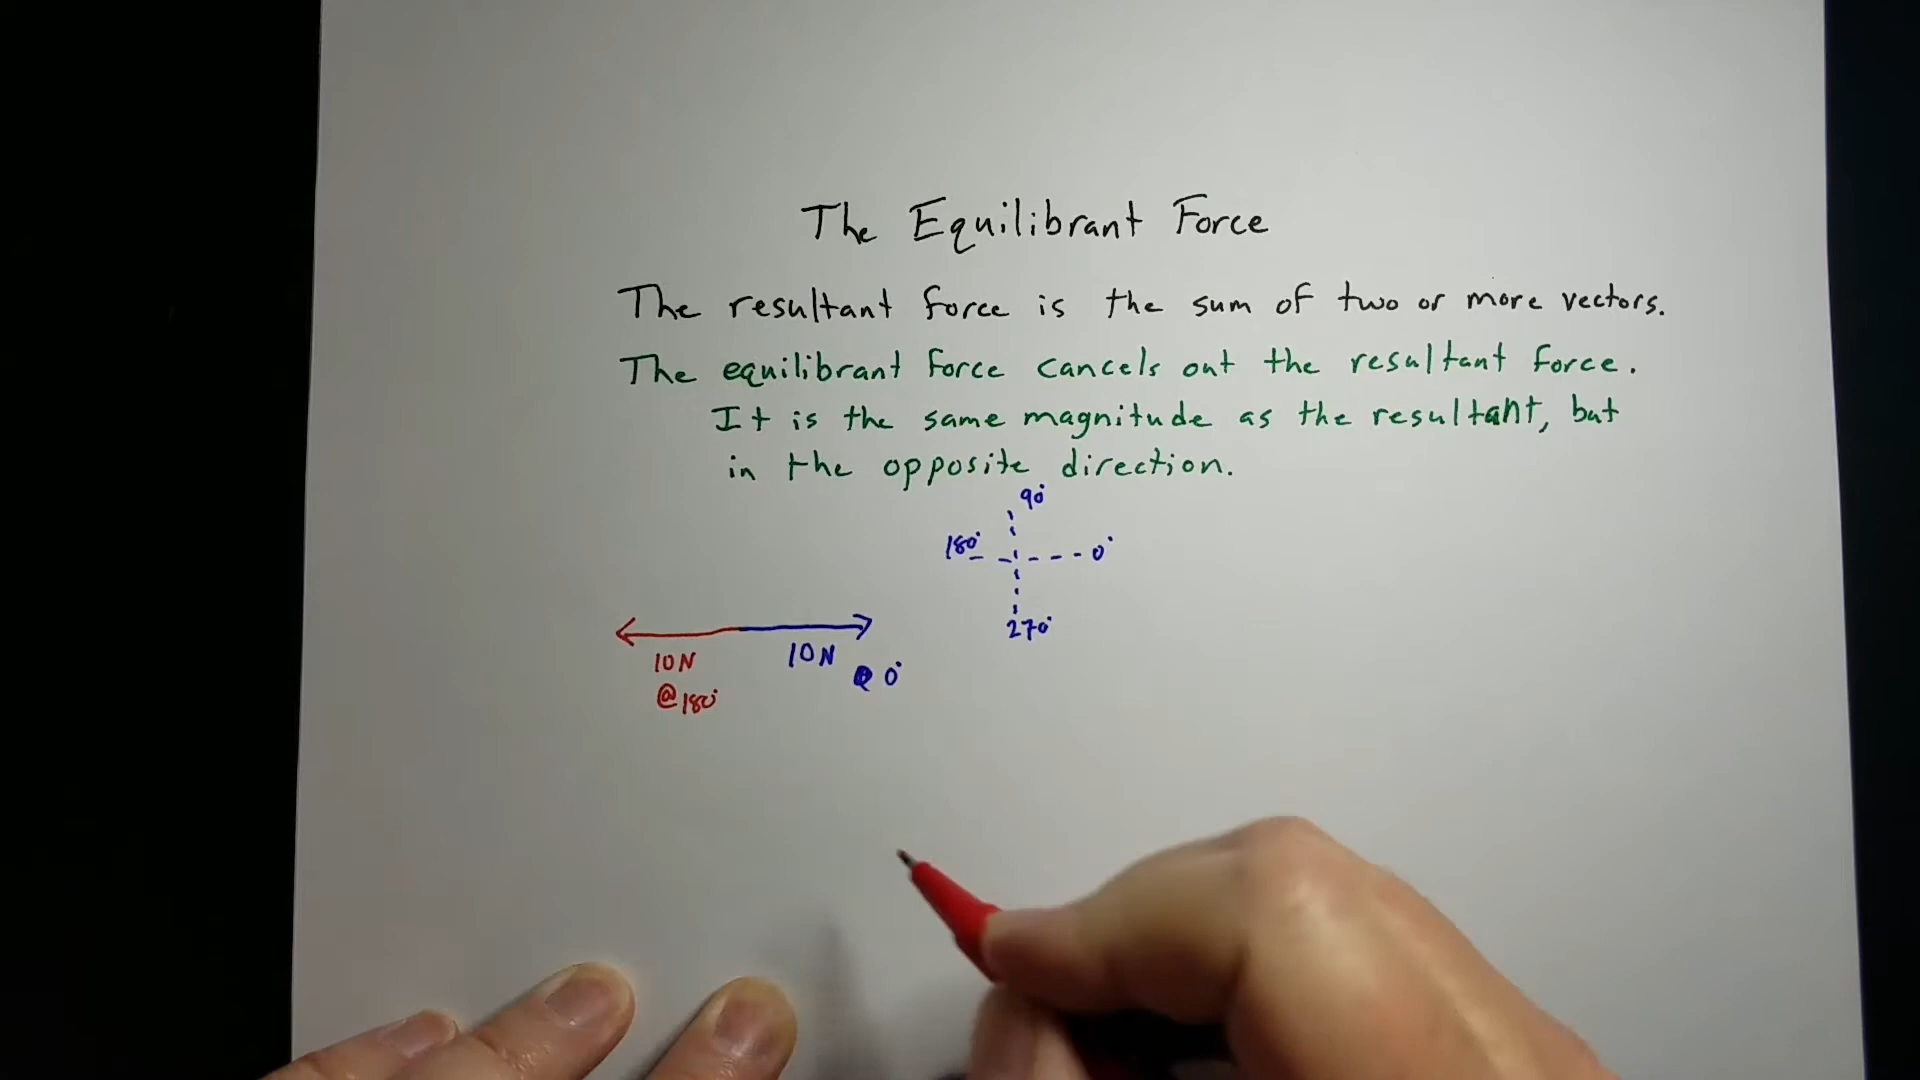 The Equilibrant Force
The resultant force is the sum of two or more vectors.
The equilibrant force cancels out the resultant force.
It is the same magnitude as the resultant, but
in the opposite direction.
90°
180° 0°
270°
10N
@180°
10N
@ 0°